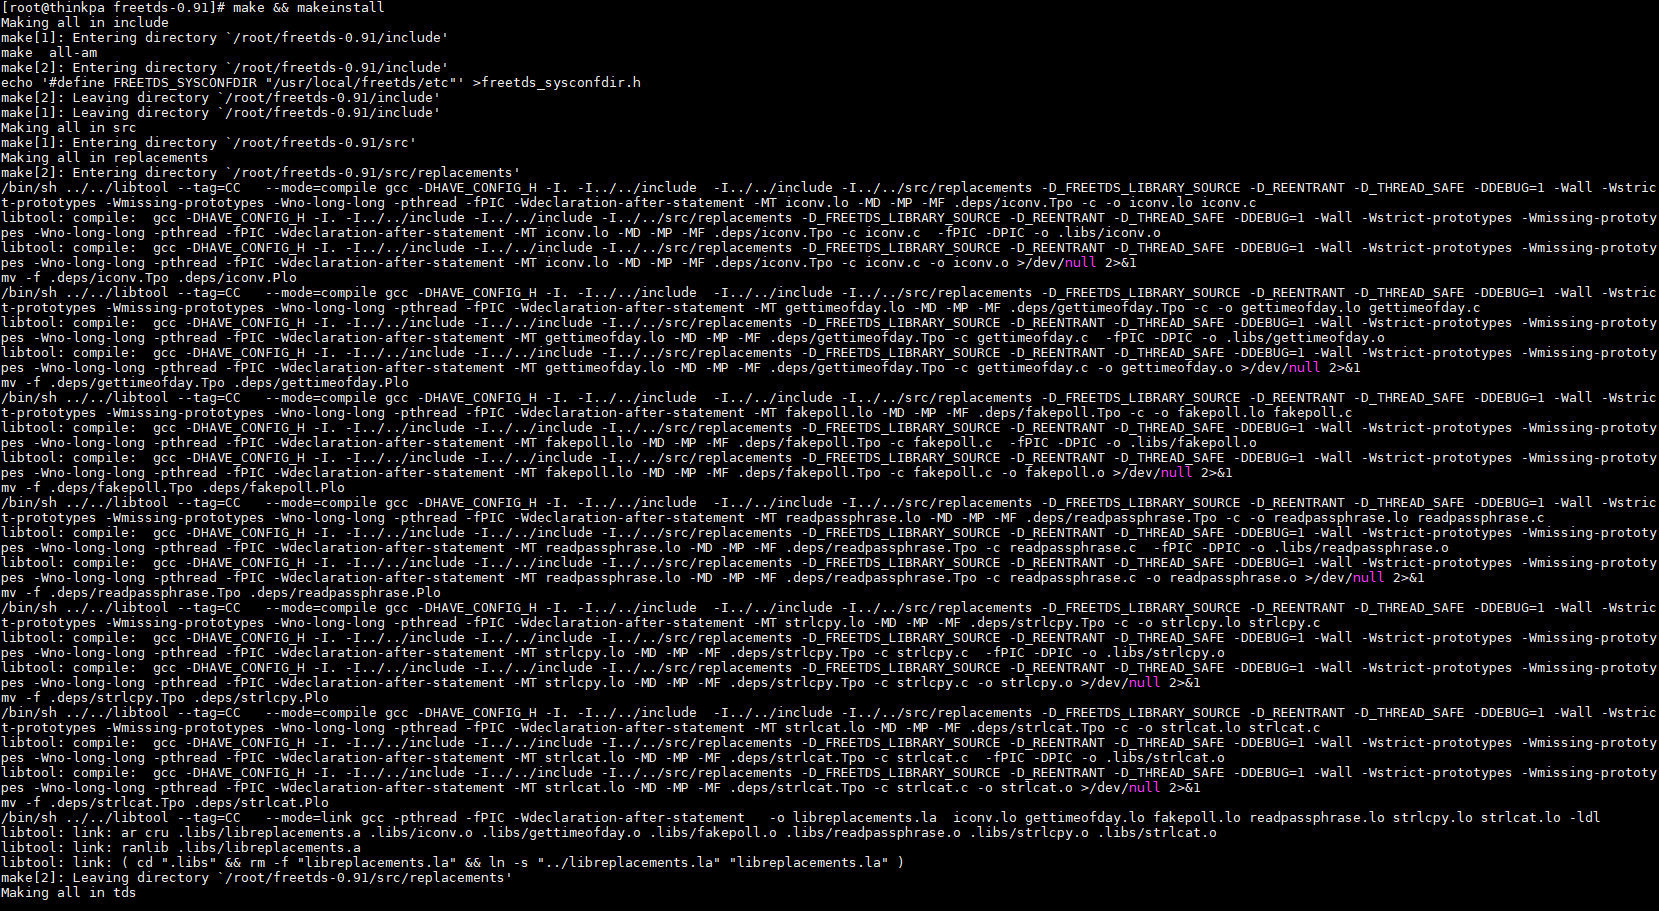 [root@thinkpa freetds-0.91]# make && makeinstall
Making all in include
make[1]: Entering directory `/root/freetds-0.91/include'
make  all-am
make[2]: Entering directory `/root/freetds-0.91/include'
echo '#define FREETDS_SYSCONFDIR "/usr/local/freetds/etc"' >freetds_sysconfdir.h
make[2]: Leaving directory `/root/freetds-0.91/include'
make[1]: Leaving directory `/root/freetds-0.91/include'
Making all in src
make[1]: Entering directory `/root/freetds-0.91/src'
Making all in replacements
make[2]: Entering directory `/root/freetds-0.91/src/replacements'
/bin/sh ../../libtool --tag=CC   --mode=compile gcc -DHAVE_CONFIG_H -I. -I../../include  -I../../include -I../../src/replacements -D_FREETDS_LIBRARY_SOURCE -D_REENTRANT -D_THREAD_SAFE -DDEBUG=1 -Wall -Wstric
t-prototypes -Wmissing-prototypes -Wno-long-long -pthread -fPIC -Wdeclaration-after-statement -MT iconv.lo -MD -MP -MF .deps/iconv.Tpo -c -o iconv.lo iconv.c
libtool: compile:  gcc -DHAVE_CONFIG_H -I. -I../../include -I../../include -I../../src/replacements -D_FREETDS_LIBRARY_SOURCE -D_REENTRANT -D_THREAD_SAFE -DDEBUG=1 -Wall -Wstrict-prototypes -Wmissing-prototy
pes -Wno-long-long -pthread -fPIC -Wdeclaration-after-statement -MT iconv.lo -MD -MP -MF .deps/iconv.Tpo -c iconv.c  -fPIC -DPIC -o .libs/iconv.o
libtool: compile:  gcc -DHAVE_CONFIG_H -I. -I../../include -I../../include -I../../src/replacements -D_FREETDS_LIBRARY_SOURCE -D_REENTRANT -D_THREAD_SAFE -DDEBUG=1 -Wall -Wstrict-prototypes -Wmissing-prototy
pes -Wno-long-long -pthread -fPIC -Wdeclaration-after-statement -MT iconv.lo -MD -MP -MF .deps/iconv.Tpo -c iconv.c -o iconv.o >/dev/null 2>&1
mv -f .deps/iconv.Tpo .deps/iconv.Plo
/bin/sh ../../libtool --tag=CC   --mode=compile gcc -DHAVE_CONFIG_H -I. -I../../include  -I../../include -I../../src/replacements -D_FREETDS_LIBRARY_SOURCE -D_REENTRANT -D_THREAD_SAFE -DDEBUG=1 -Wall -Wstric
t-prototypes -Wmissing-prototypes -Wno-long-long -pthread -fPIC -Wdeclaration-after-statement -MT gettimeofday.lo -MD -MP -MF .deps/gettimeofday.Tpo -c -o gettimeofday.lo gettimeofday.c
libtool: compile:  gcc -DHAVE_CONFIG_H -I. -I../../include -I../../include -I../../src/replacements -D_FREETDS_LIBRARY_SOURCE -D_REENTRANT -D_THREAD_SAFE -DDEBUG=1 -Wall -Wstrict-prototypes -Wmissing-prototy
pes -Wno-long-long -pthread -fPIC -Wdeclaration-after-statement -MT gettimeofday.lo -MD -MP -MF .deps/gettimeofday.Tpo -c gettimeofday.c  -fPIC -DPIC -o .libs/gettimeofday.o
libtool: compile:  gcc -DHAVE_CONFIG_H -I. -I../../include -I../../include -I../../src/replacements -D_FREETDS_LIBRARY_SOURCE -D_REENTRANT -D_THREAD_SAFE -DDEBUG=1 -Wall -Wstrict-prototypes -Wmissing-prototy
pes -Wno-long-long -pthread -fPIC -Wdeclaration-after-statement -MT gettimeofday.lo -MD -MP -MF .deps/gettimeofday.Tpo -c gettimeofday.c -o gettimeofday.o >/dev/null 2>&1
mv -f .deps/gettimeofday.Tpo .deps/gettimeofday.Plo
/bin/sh ../../libtool --tag=CC   --mode=compile gcc -DHAVE_CONFIG_H -I. -I../../include  -I../../include -I../../src/replacements -D_FREETDS_LIBRARY_SOURCE -D_REENTRANT -D_THREAD_SAFE -DDEBUG=1 -Wall -Wstric
t-prototypes -Wmissing-prototypes -Wno-long-long -pthread -fPIC -Wdeclaration-after-statement -MT fakepoll.lo -MD -MP -MF .deps/fakepoll.Tpo -c -o fakepoll.lo fakepoll.c
libtool: compile:  gcc -DHAVE_CONFIG_H -I. -I../../include -I../../include -I../../src/replacements -D_FREETDS_LIBRARY_SOURCE -D_REENTRANT -D_THREAD_SAFE -DDEBUG=1 -Wall -Wstrict-prototypes -Wmissing-prototy
pes -Wno-long-long -pthread -fPIC -Wdeclaration-after-statement -MT fakepoll.lo -MD -MP -MF .deps/fakepoll.Tpo -c fakepoll.c  -fPIC -DPIC -o .libs/fakepoll.o
libtool: compile:  gcc -DHAVE_CONFIG_H -I. -I../../include -I../../include -I../../src/replacements -D_FREETDS_LIBRARY_SOURCE -D_REENTRANT -D_THREAD_SAFE -DDEBUG=1 -Wall -Wstrict-prototypes -Wmissing-prototy
pes -Wno-long-long -pthread -fPIC -Wdeclaration-after-statement -MT fakepoll.lo -MD -MP -MF .deps/fakepoll.Tpo -c fakepoll.c -o fakepoll.o >/dev/null 2>&1
mv -f .deps/fakepoll.Tpo .deps/fakepoll.Plo
/bin/sh ../../libtool --tag=CC   --mode=compile gcc -DHAVE_CONFIG_H -I. -I../../include  -I../../include -I../../src/replacements -D_FREETDS_LIBRARY_SOURCE -D_REENTRANT -D_THREAD_SAFE -DDEBUG=1 -Wall -Wstric
t-prototypes -Wmissing-prototypes -Wno-long-long -pthread -fPIC -Wdeclaration-after-statement -MT readpassphrase.lo -MD -MP -MF .deps/readpassphrase.Tpo -c -o readpassphrase.lo readpassphrase.c
libtool: compile:  gcc -DHAVE_CONFIG_H -I. -I../../include -I../../include -I../../src/replacements -D_FREETDS_LIBRARY_SOURCE -D_REENTRANT -D_THREAD_SAFE -DDEBUG=1 -Wall -Wstrict-prototypes -Wmissing-prototy
pes -Wno-long-long -pthread -fPIC -Wdeclaration-after-statement -MT readpassphrase.lo -MD -MP -MF .deps/readpassphrase.Tpo -c readpassphrase.c  -fPIC -DPIC -o .libs/readpassphrase.o
libtool: compile:  gcc -DHAVE_CONFIG_H -I. -I../../include -I../../include -I../../src/replacements -D_FREETDS_LIBRARY_SOURCE -D_REENTRANT -D_THREAD_SAFE -DDEBUG=1 -Wall -Wstrict-prototypes -Wmissing-prototy
pes -Wno-long-long -pthread -fPIC -Wdeclaration-after-statement -MT readpassphrase.lo -MD -MP -MF .deps/readpassphrase.Tpo -c readpassphrase.c -o readpassphrase.o >/dev/null 2>&1
mv -f .deps/readpassphrase.Tpo .deps/readpassphrase.Plo
/bin/sh ../../libtool --tag=CC   --mode=compile gcc -DHAVE_CONFIG_H -I. -I../../include  -I../../include -I../../src/replacements -D_FREETDS_LIBRARY_SOURCE -D_REENTRANT -D_THREAD_SAFE -DDEBUG=1 -Wall -Wstric
t-prototypes -Wmissing-prototypes -Wno-long-long -pthread -fPIC -Wdeclaration-after-statement -MT strlcpy.lo -MD -MP -MF .deps/strlcpy.Tpo -c -o strlcpy.lo strlcpy.c
libtool: compile:  gcc -DHAVE_CONFIG_H -I. -I../../include -I../../include -I../../src/replacements -D_FREETDS_LIBRARY_SOURCE -D_REENTRANT -D_THREAD_SAFE -DDEBUG=1 -Wall -Wstrict-prototypes -Wmissing-prototy
pes -Wno-long-long -pthread -fPIC -Wdeclaration-after-statement -MT strlcpy.lo -MD -MP -MF .deps/strlcpy.Tpo -c strlcpy.c  -fPIC -DPIC -o .libs/strlcpy.o
libtool: compile:  gcc -DHAVE_CONFIG_H -I. -I../../include -I../../include -I../../src/replacements -D_FREETDS_LIBRARY_SOURCE -D_REENTRANT -D_THREAD_SAFE -DDEBUG=1 -Wall -Wstrict-prototypes -Wmissing-prototy
pes -Wno-long-long -pthread -fPIC -Wdeclaration-after-statement -MT strlcpy.lo -MD -MP -MF .deps/strlcpy.Tpo -c strlcpy.c -o strlcpy.o >/dev/null 2>&1
mv -f .deps/strlcpy.Tpo .deps/strlcpy.Plo
/bin/sh ../../libtool --tag=CC   --mode=compile gcc -DHAVE_CONFIG_H -I. -I../../include  -I../../include -I../../src/replacements -D_FREETDS_LIBRARY_SOURCE -D_REENTRANT -D_THREAD_SAFE -DDEBUG=1 -Wall -Wstric
t-prototypes -Wmissing-prototypes -Wno-long-long -pthread -fPIC -Wdeclaration-after-statement -MT strlcat.lo -MD -MP -MF .deps/strlcat.Tpo -c -o strlcat.lo strlcat.c
libtool: compile:  gcc -DHAVE_CONFIG_H -I. -I../../include -I../../include -I../../src/replacements -D_FREETDS_LIBRARY_SOURCE -D_REENTRANT -D_THREAD_SAFE -DDEBUG=1 -Wall -Wstrict-prototypes -Wmissing-prototy
pes -Wno-long-long -pthread -fPIC -Wdeclaration-after-statement -MT strlcat.lo -MD -MP -MF .deps/strlcat.Tpo -c strlcat.c  -fPIC -DPIC -o .libs/strlcat.o
libtool: compile:  gcc -DHAVE_CONFIG_H -I. -I../../include -I../../include -I../../src/replacements -D_FREETDS_LIBRARY_SOURCE -D_REENTRANT -D_THREAD_SAFE -DDEBUG=1 -Wall -Wstrict-prototypes -Wmissing-prototy
pes -Wno-long-long -pthread -fPIC -Wdeclaration-after-statement -MT strlcat.lo -MD -MP -MF .deps/strlcat.Tpo -c strlcat.c -o strlcat.o >/dev/null 2>&1
mv -f .deps/strlcat.Tpo .deps/strlcat.Plo
/bin/sh ../../libtool --tag=CC   --mode=link gcc -pthread -fPIC -Wdeclaration-after-statement   -o libreplacements.la  iconv.lo gettimeofday.lo fakepoll.lo readpassphrase.lo strlcpy.lo strlcat.lo -ldl
libtool: link: ar cru .libs/libreplacements.a .libs/iconv.o .libs/gettimeofday.o .libs/fakepoll.o .libs/readpassphrase.o .libs/strlcpy.o .libs/strlcat.o
libtool: link: ranlib .libs/libreplacements.a
libtool: link: ( cd ".libs" && rm -f "libreplacements.la" && ln -s "../libreplacements.la" "libreplacements.la" )
make[2]: Leaving directory `/root/freetds-0.91/src/replacements'
Making all in tds